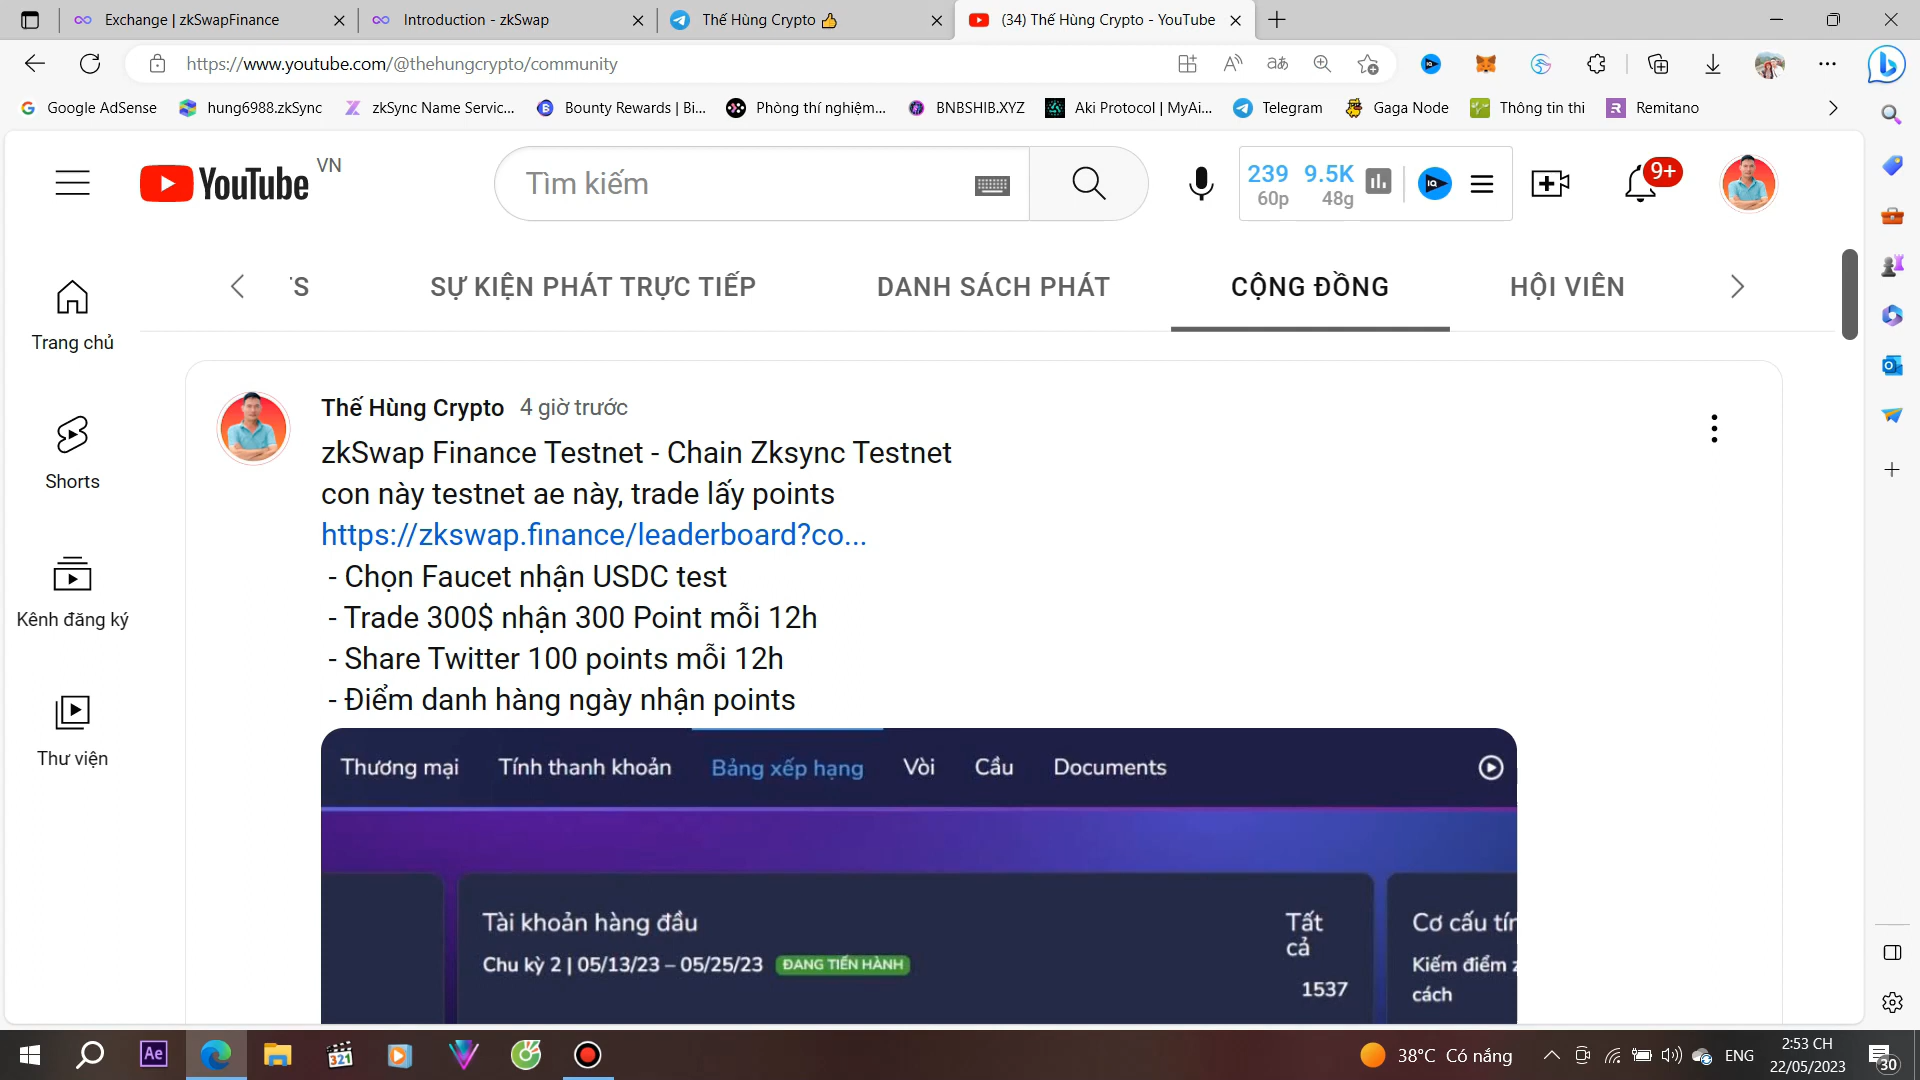 Exchange | zkSwapFinance
Introduction - zkSwap
Thế Hùng Crypto 👍
(34) Thế Hùng Crypto - YouTube
https://www.youtube.com/@thehungcrypto/community
Google AdSense
hung6988.zkSync
zkSync Name Servic...
Bounty Rewards | Bi...
Phòng thí nghiệm...
BNBSHIB.XYZ
Aki Protocol | MyAi...
Telegram
Gaga Node
Thông tin thi
Remitano
YouTube VN
Tìm kiếm
239 9.5K
60p 48g
9+
'S
SỰ KIỆN PHÁT TRỰC TIẾP
DANH SÁCH PHÁT
CỘNG ĐỒNG
HỘI VIÊN
Trang chủ
Shorts
Kênh đăng ký
Thư viện
Thế Hùng Crypto 4 giờ trước
zkSwap Finance Testnet - Chain Zksync Testnet
con này testnet ae này, trade lấy points
https://zkswap.finance/leaderboard?co...
- Chọn Faucet nhận USDC test
- Trade 300$ nhận 300 Point mỗi 12h
- Share Twitter 100 points mỗi 12h
- Điểm danh hàng ngày nhận points
Thương mại
Tính thanh khoản
Bảng xếp hạng
Vòi
Cầu
Documents
Tài khoản hàng đầu
Chu kỳ 2 | 05/13/23 – 05/25/23 ĐANG TIẾN HÀNH
Tất
cả
1537
Cơ cấu tín
Kiếm điểm z
cách
Ae
321
38°C Có nắng
ENG
2:53 CH
22/05/2023
30